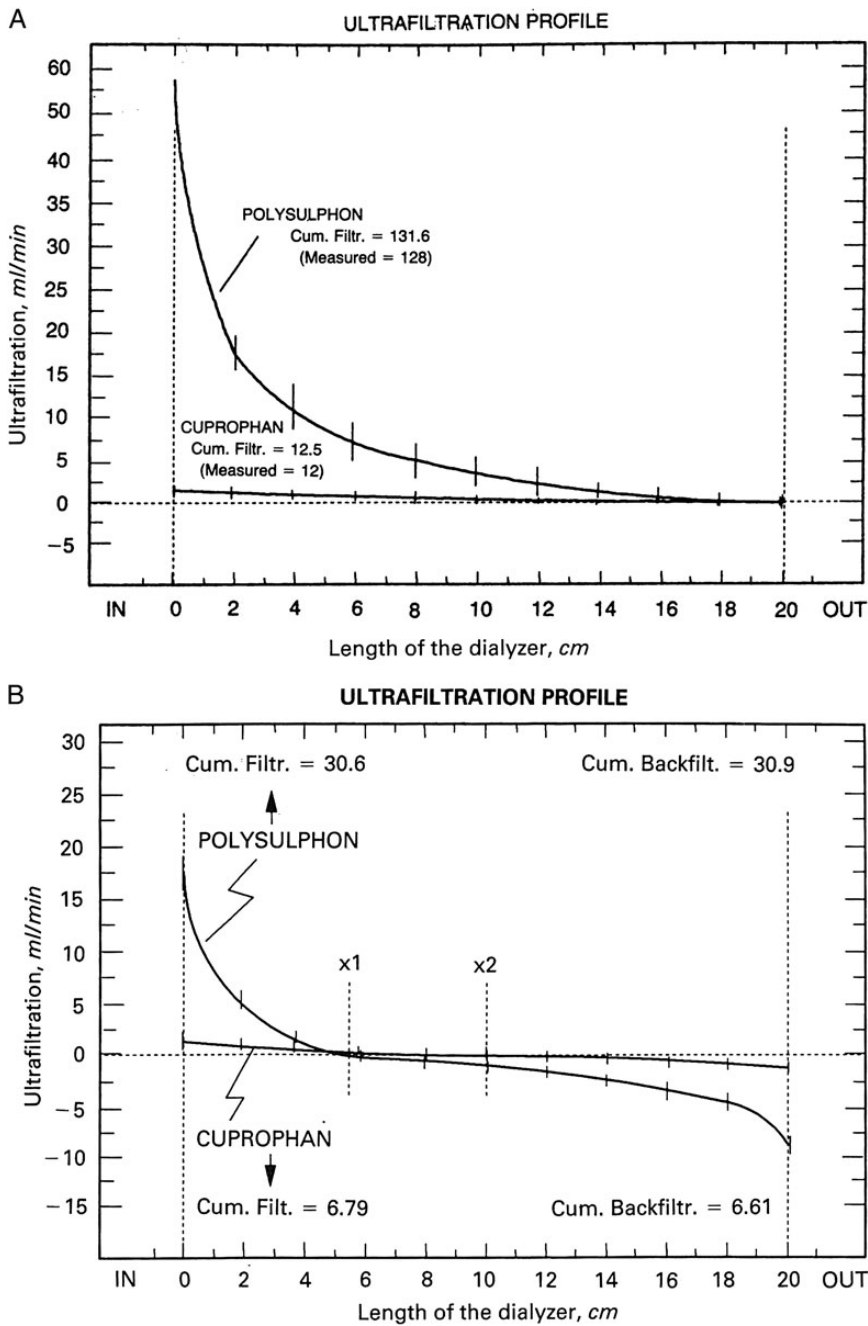 A
ULTRAFILTRATION PROFILE
60
50
40
30
25
20
15
10
5
0
−5
Ultrafiltration, ml/min
POLYSULPHON
Cum. Filtr. = 131.6
(Measured = 128)
CUPROPHAN
Cum. Filtr. = 12.5
(Measured = 12)
IN 0 2 4 6 8 10 12 14 16 18 20 OUT
Length of the dialyzer, cm
B
ULTRAFILTRATION PROFILE
30
25
20
15
10
5
0
−5
−10
−15
Ultrafiltration, ml/min
Cum. Filtr. = 30.6 Cum. Backfilt. = 30.9
POLYSULPHON
x1 x2
CUPROPHAN
Cum. Filt. = 6.79 Cum. Backfiltr. = 6.61
IN 0 2 4 6 8 10 12 14 16 18 20 OUT
Length of the dialyzer, cm